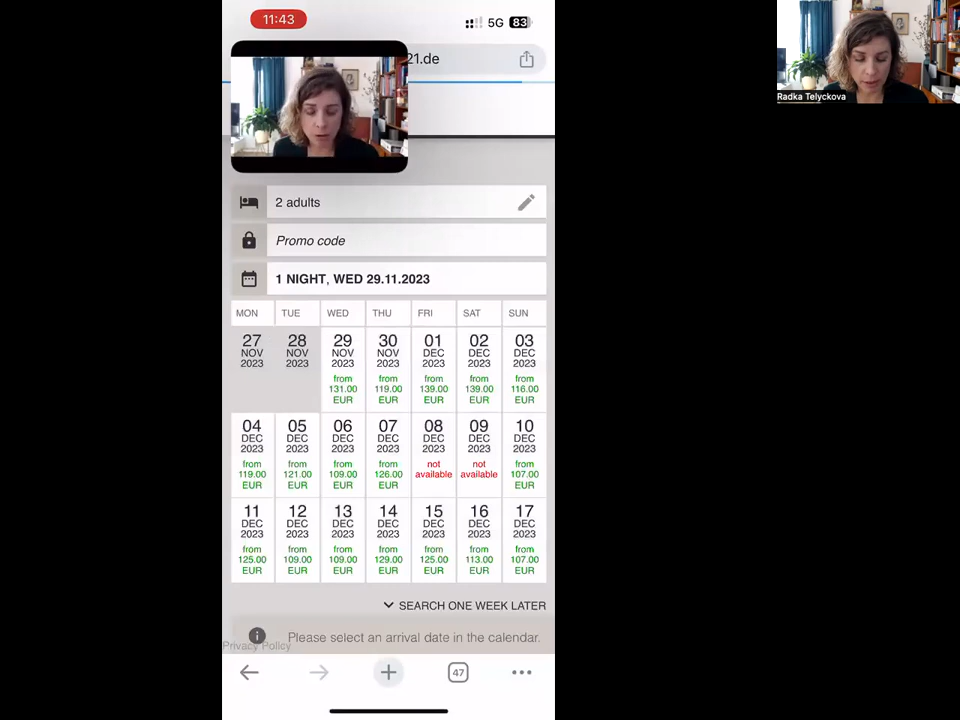 11:43
5G 83
21.de
Radka Telyckova
2 adults
Promo code
1 NIGHT, WED 29.11.2023
MON TUE WED THU FRI SAT SUN
27 28 29 30 01 02 03
NOV NOV NOV NOV DEC DEC DEC
2023 2023 2023 2023 2023 2023 2023
from from from from from
131.00 119.00 139.00 139.00 116.00
EUR EUR EUR EUR EUR
04 05 06 07 08 09 10
DEC DEC DEC DEC DEC DEC DEC
2023 2023 2023 2023 2023 2023 2023
from from from from not not from
119.00 121.00 109.00 126.00 available available 107.00
EUR EUR EUR EUR EUR
11 12 13 14 15 16 17
DEC DEC DEC DEC DEC DEC DEC
2023 2023 2023 2023 2023 2023 2023
from from from from from from from
125.00 109.00 109.00 129.00 125.00 113.00 107.00
EUR EUR EUR EUR EUR EUR EUR
SEARCH ONE WEEK LATER
Please select an arrival date in the calendar.
Privacy Policy
47